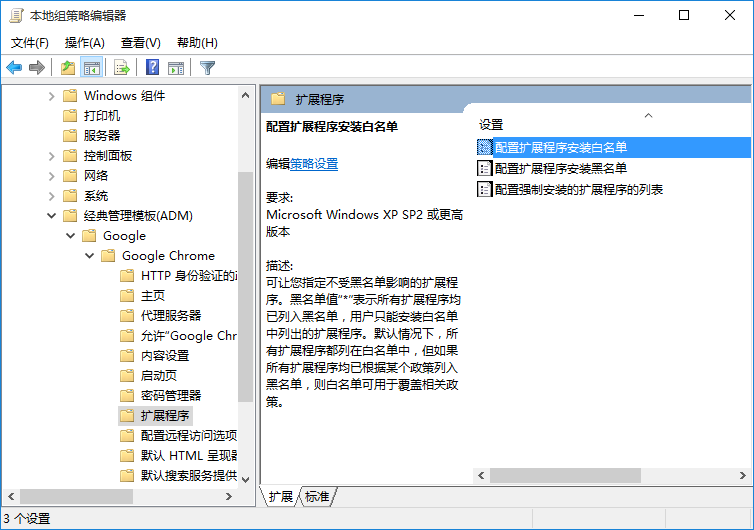 本地组策略编辑器
文件(F) 操作(A) 查看(V) 帮助(H)
Windows 组件
打印机
服务器
控制面板
网络
系统
经典管理模板(ADM)
Google
Google Chrome
HTTP 身份验证的
主页
代理服务器
允许"Google Chr
内容设置
启动页
密码管理器
扩展程序
配置远程访问选项
默认 HTML 呈现器
默认搜索服务提供
扩展程序
配置扩展程序安装白名单
编辑策略设置
要求:
Microsoft Windows XP SP2 或更高
版本
描述:
可让您指定不受黑名单影响的扩展程
序。黑名单值"*"表示所有扩展程序均
已列入黑名单，用户只能安装白名单
中列出的扩展程序。默认情况下，所
有扩展程序都列在白名单中，但如果
所有扩展程序均已根据某个政策列入
黑名单，则白名单可用于覆盖相关政
策。
设置
配置扩展程序安装白名单
配置扩展程序安装黑名单
配置强制安装的扩展程序的列表
扩展 标准
3 个设置